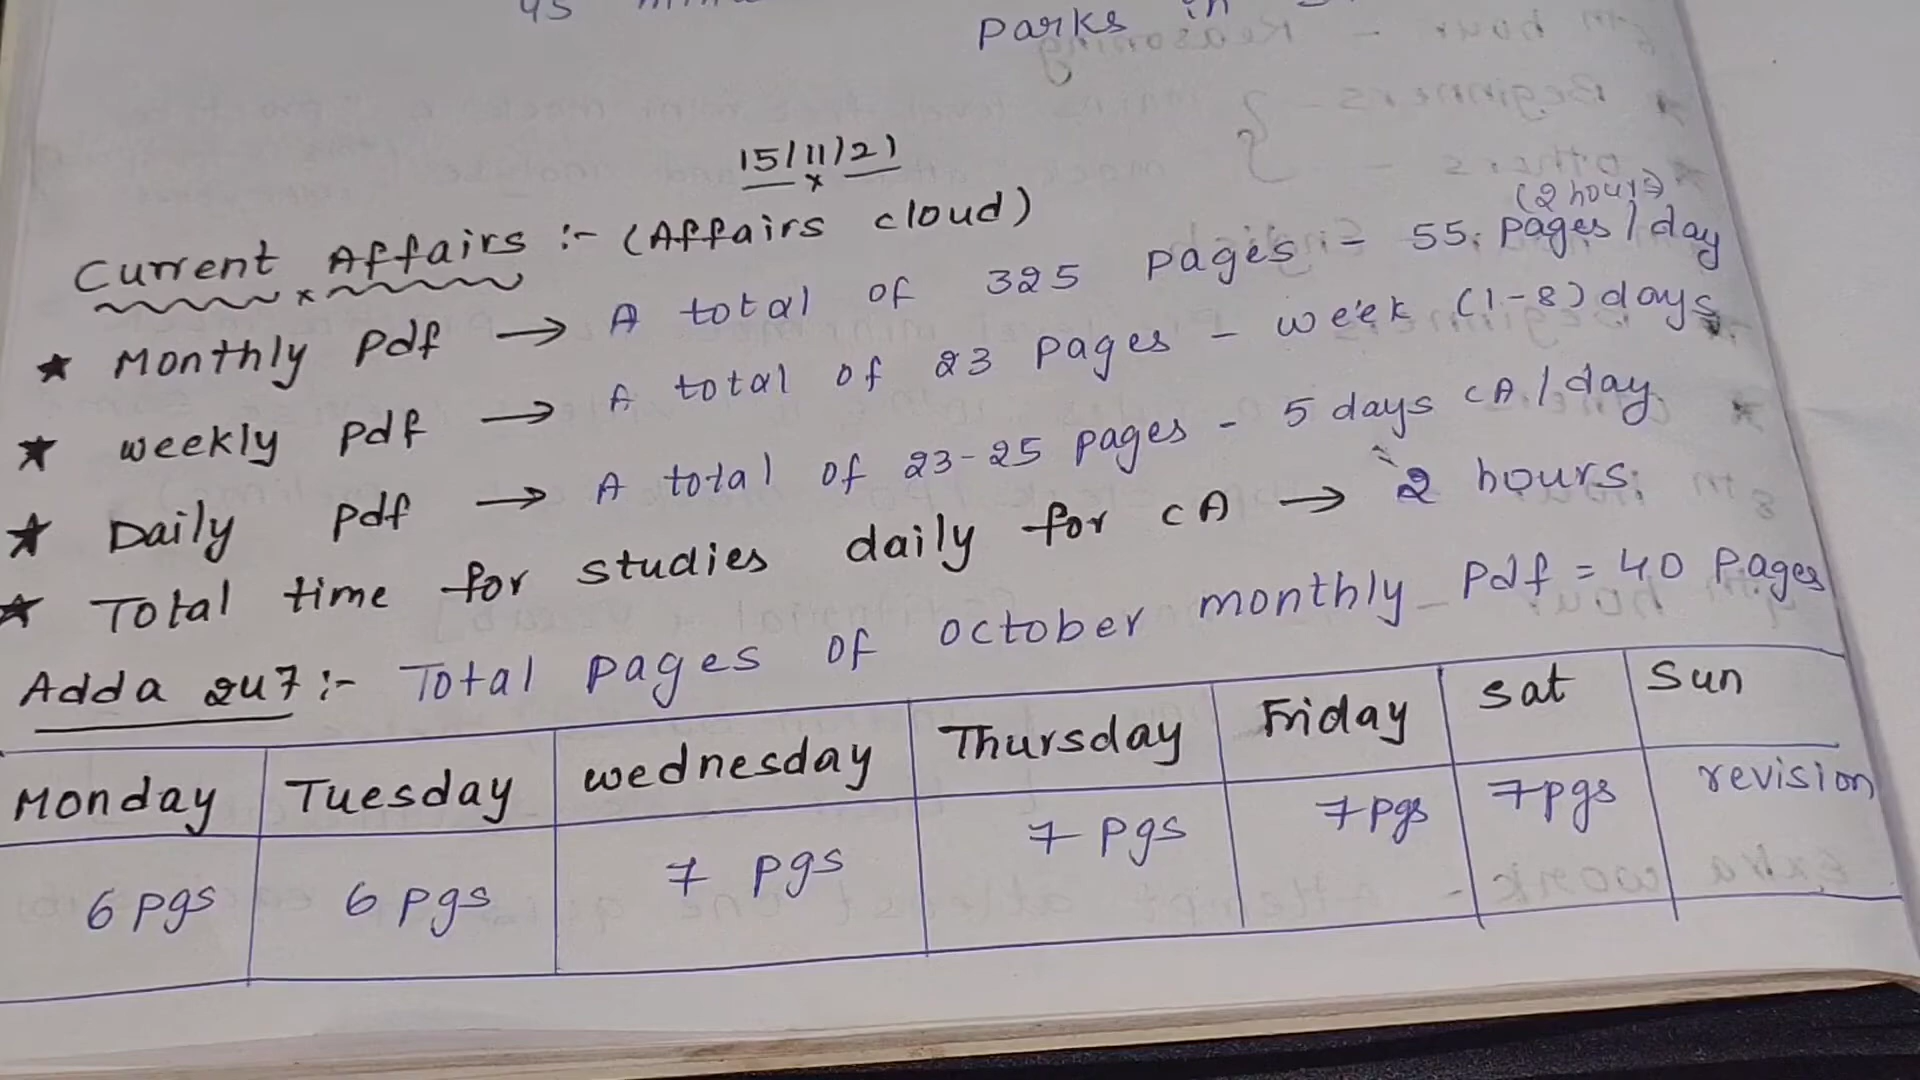 45
Parks in
15/11/21
Current Affairs :- (Affairs cloud)
(2 hours)
★ Monthly Pdf → A total of 325 pages - 55 pages / day
★ weekly Pdf → A total of 23 pages - week (1-8) days
★ Daily Pdf → A total of 23-25 pages - 5 days CA / day
★ Total time for studies daily for CA → 2 hours.
Adda 247 :- Total pages of october monthly Pdf = 40 Pages
Monday Tuesday wednesday Thursday Friday Sat Sun
6 pgs 6 pgs 7 pgs 7 pgs 7 pgs 7 pgs revision